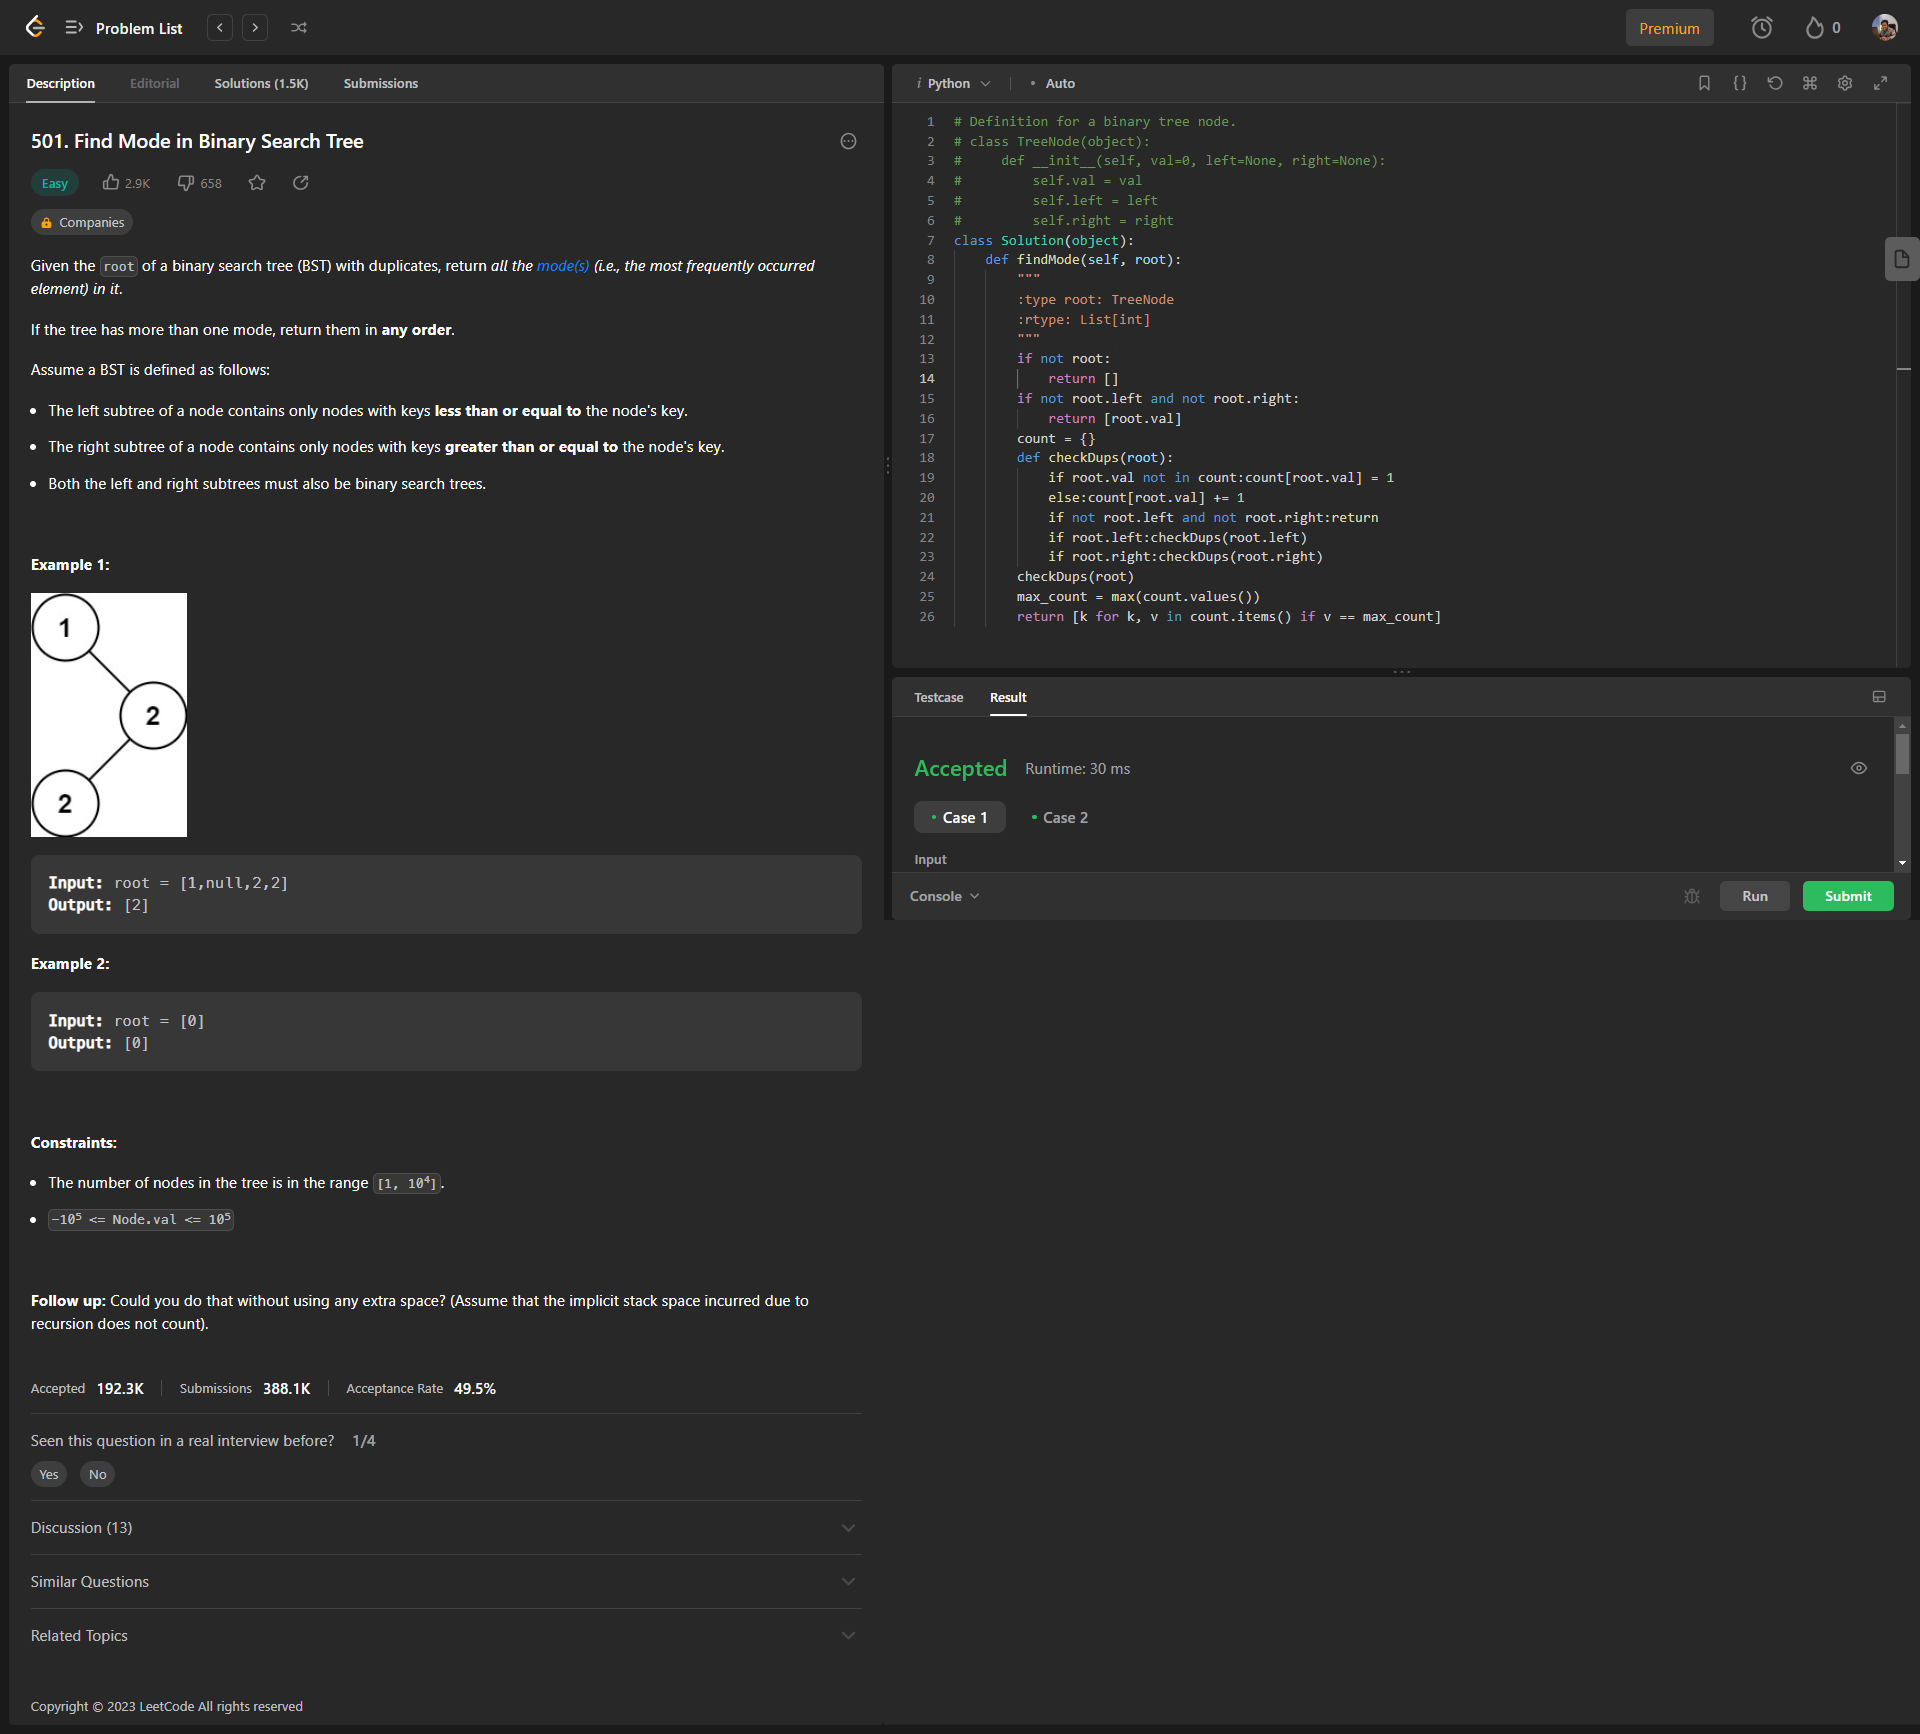 Problem List
Premium
0
Description Editorial Solutions (1.5K) Submissions
501. Find Mode in Binary Search Tree
Easy 2.9K 658
Companies
Given the root of a binary search tree (BST) with duplicates, return all the mode(s) (i.e., the most frequently occurred
element) in it.
If the tree has more than one mode, return them in any order.
Assume a BST is defined as follows:
• The left subtree of a node contains only nodes with keys less than or equal to the node's key.
• The right subtree of a node contains only nodes with keys greater than or equal to the node's key.
• Both the left and right subtrees must also be binary search trees.
Example 1:
1
2
2
Input: root = [1,null,2,2]
Output: [2]
Example 2:
Input: root = [0]
Output: [0]
Constraints:
• The number of nodes in the tree is in the range [1, 10⁴].
• -10⁵ <= Node.val <= 10⁵
Follow up: Could you do that without using any extra space? (Assume that the implicit stack space incurred due to
recursion does not count).
Accepted 192.3K Submissions 388.1K Acceptance Rate 49.5%
Seen this question in a real interview before? 1/4
Yes No
Discussion (13)
Similar Questions
Related Topics
Copyright © 2023 LeetCode All rights reserved
i Python • Auto
1 # Definition for a binary tree node.
2 # class TreeNode(object):
3 #     def __init__(self, val=0, left=None, right=None):
4 #         self.val = val
5 #         self.left = left
6 #         self.right = right
7 class Solution(object):
8     def findMode(self, root):
9         """
10         :type root: TreeNode
11         :rtype: List[int]
12         """
13         if not root:
14             return []
15         if not root.left and not root.right:
16             return [root.val]
17         count = {}
18         def checkDups(root):
19             if root.val not in count:count[root.val] = 1
20             else:count[root.val] += 1
21             if not root.left and not root.right:return
22             if root.left:checkDups(root.left)
23             if root.right:checkDups(root.right)
24         checkDups(root)
25         max_count = max(count.values())
26         return [k for k, v in count.items() if v == max_count]
Testcase Result
Accepted Runtime: 30 ms
• Case 1 • Case 2
Input
Console Run Submit